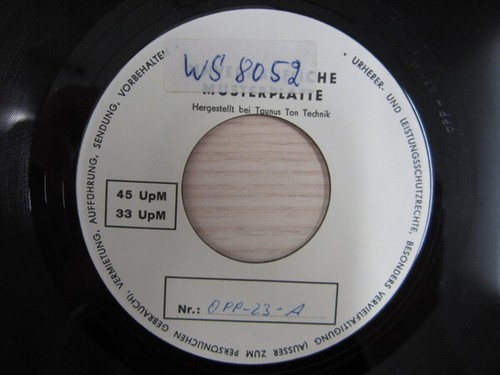 WS 8052
CHE
MUSTERPLATTE
Hergestellt bei Taunus Ton Technik
45 UpM
33 UpM
Nr.: OPP-23-A
URHEBER- UND LEISTUNGSSCHUTZRECHTE, BESONDERS VERVIELFÄLTIGUNG (AUSSER ZUM PERSÖNLICHEN GEBRAUCH), VERMIETUNG, AUFFÜHRUNG, SENDUNG, VORBEHALTEN